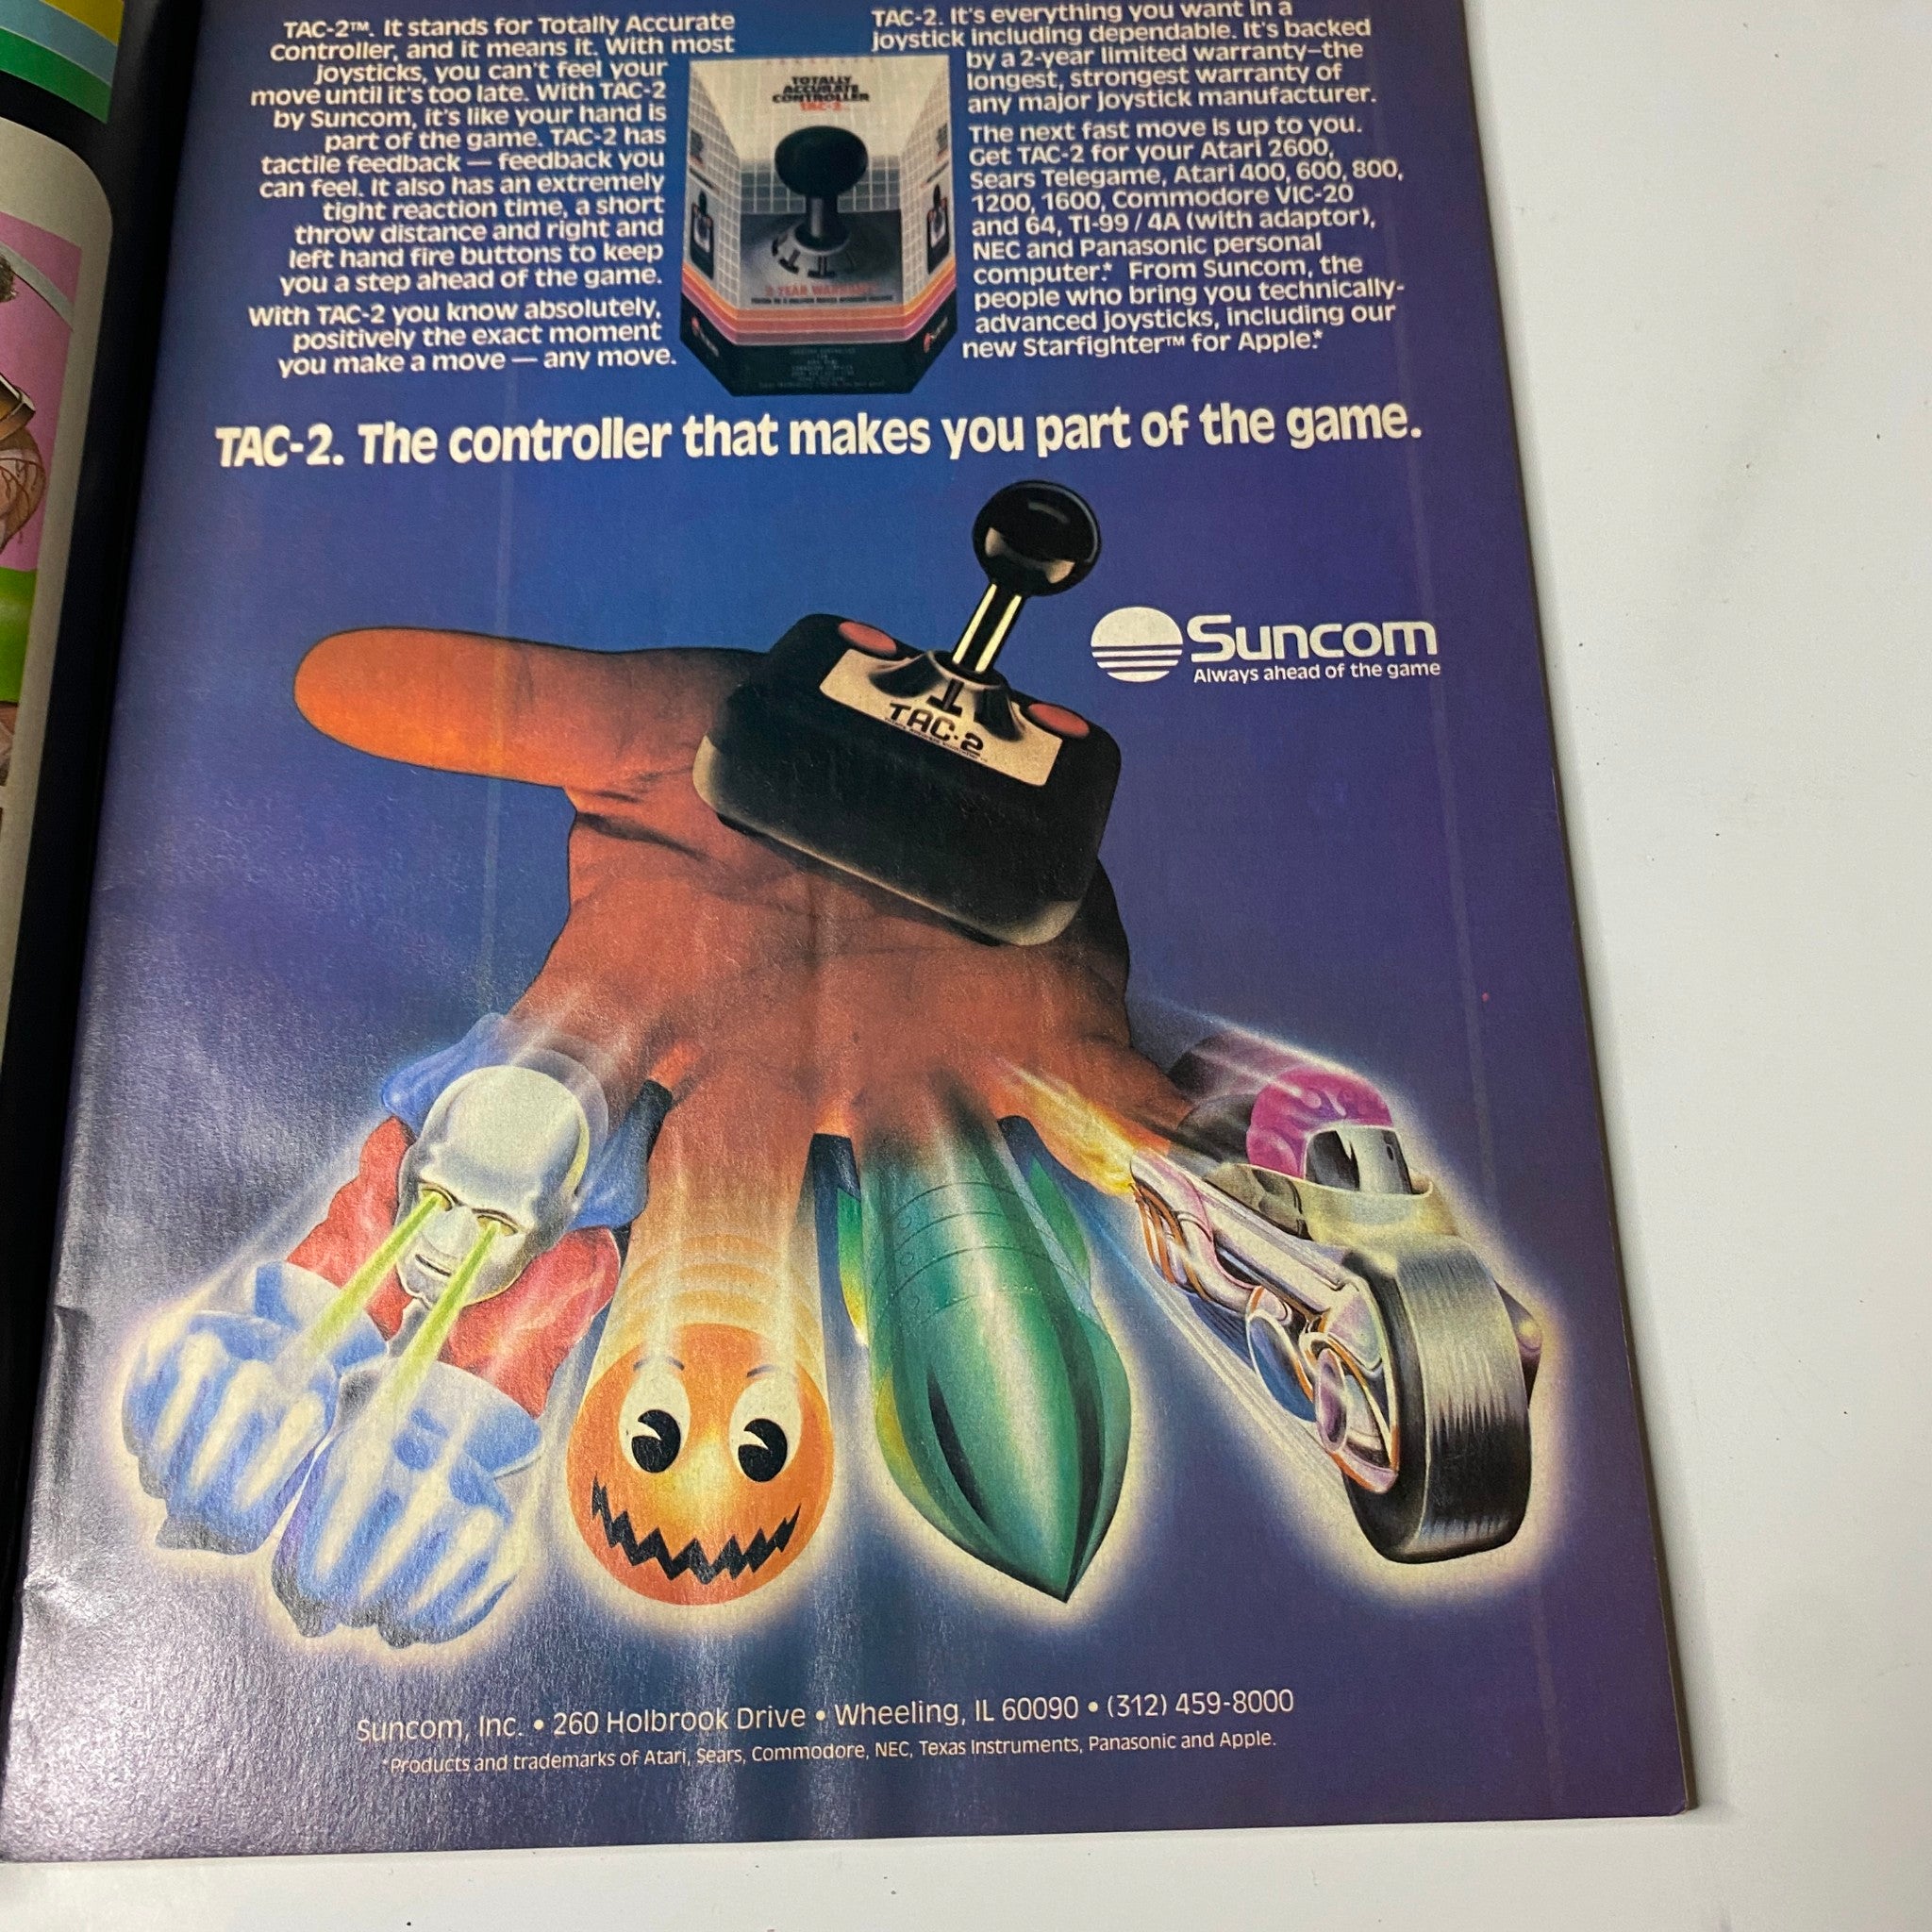 TAC-2™. It stands for Totally Accurate
Controller, and it means it. With most
joysticks, you can't feel your
move until it's too late. With TAC-2
by Suncom, it's like your hand is
part of the game. TAC-2 has
tactile feedback — feedback you
can feel. It also has an extremely
tight reaction time, a short
throw distance and right and
left hand fire buttons to keep
you a step ahead of the game.
With TAC-2 you know absolutely,
positively the exact moment
you make a move — any move.
TOTALLY
ACCURATE
CONTROLLER
TAC-2
2 YEAR WARRANTY
TAC-2. It's everything you want in a
joystick including dependable. It's backed
by a 2-year limited warranty—the
longest, strongest warranty of
any major joystick manufacturer.
The next fast move is up to you.
Get TAC-2 for your Atari 2600,
Sears Telegame, Atari 400, 600, 800,
1200, 1600, Commodore VIC-20
and 64, TI-99/4A (with adaptor),
NEC and Panasonic personal
computer.* From Suncom, the
people who bring you technically-
advanced joysticks, including our
new Starfighter™ for Apple.*
TAC-2. The controller that makes you part of the game.
Suncom
Always ahead of the game
TAC-2
Suncom, Inc. • 260 Holbrook Drive • Wheeling, IL 60090 • (312) 459-8000
*Products and trademarks of Atari, Sears, Commodore, NEC, Texas Instruments, Panasonic and Apple.